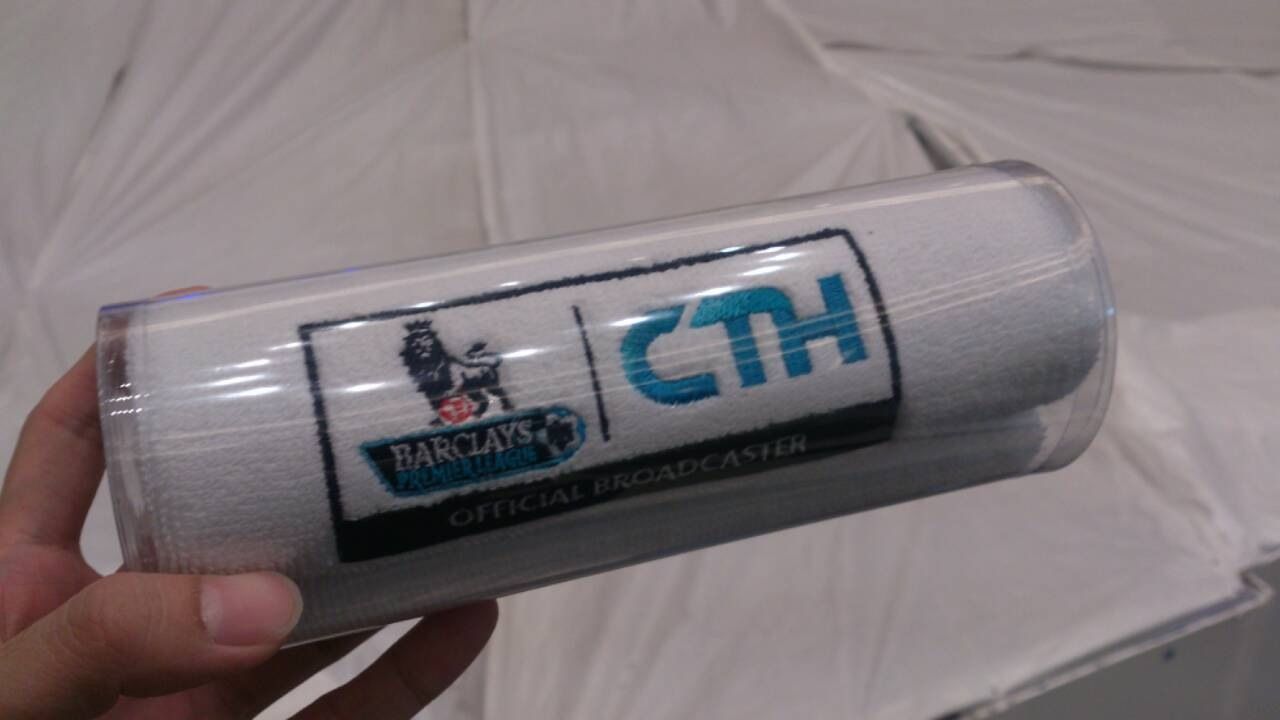 CTH
BARCLAYS
PREMIER LEAGUE
OFFICIAL BROADCASTER